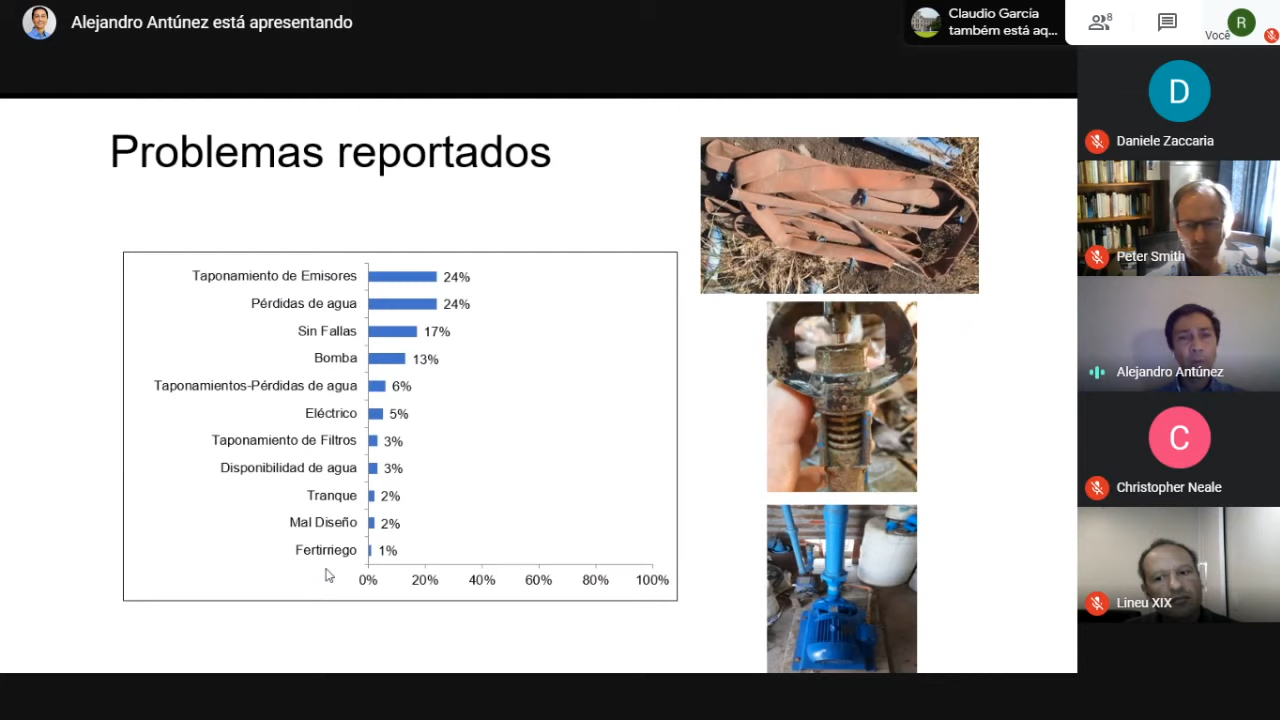 Alejandro Antúnez está apresentando
Claudio García
também está aq...
8
Você
R
Problemas reportados
Taponamiento de Emisores 24%
Pérdidas de agua 24%
Sin Fallas 17%
Bomba 13%
Taponamientos-Pérdidas de agua 6%
Eléctrico 5%
Taponamiento de Filtros 3%
Disponibilidad de agua 3%
Tranque 2%
Mal Diseño 2%
Fertirriego 1%
0% 20% 40% 60% 80% 100%
D
Daniele Zaccaria
Peter Smith
Alejandro Antúnez
C
Christopher Neale
Lineu XIX